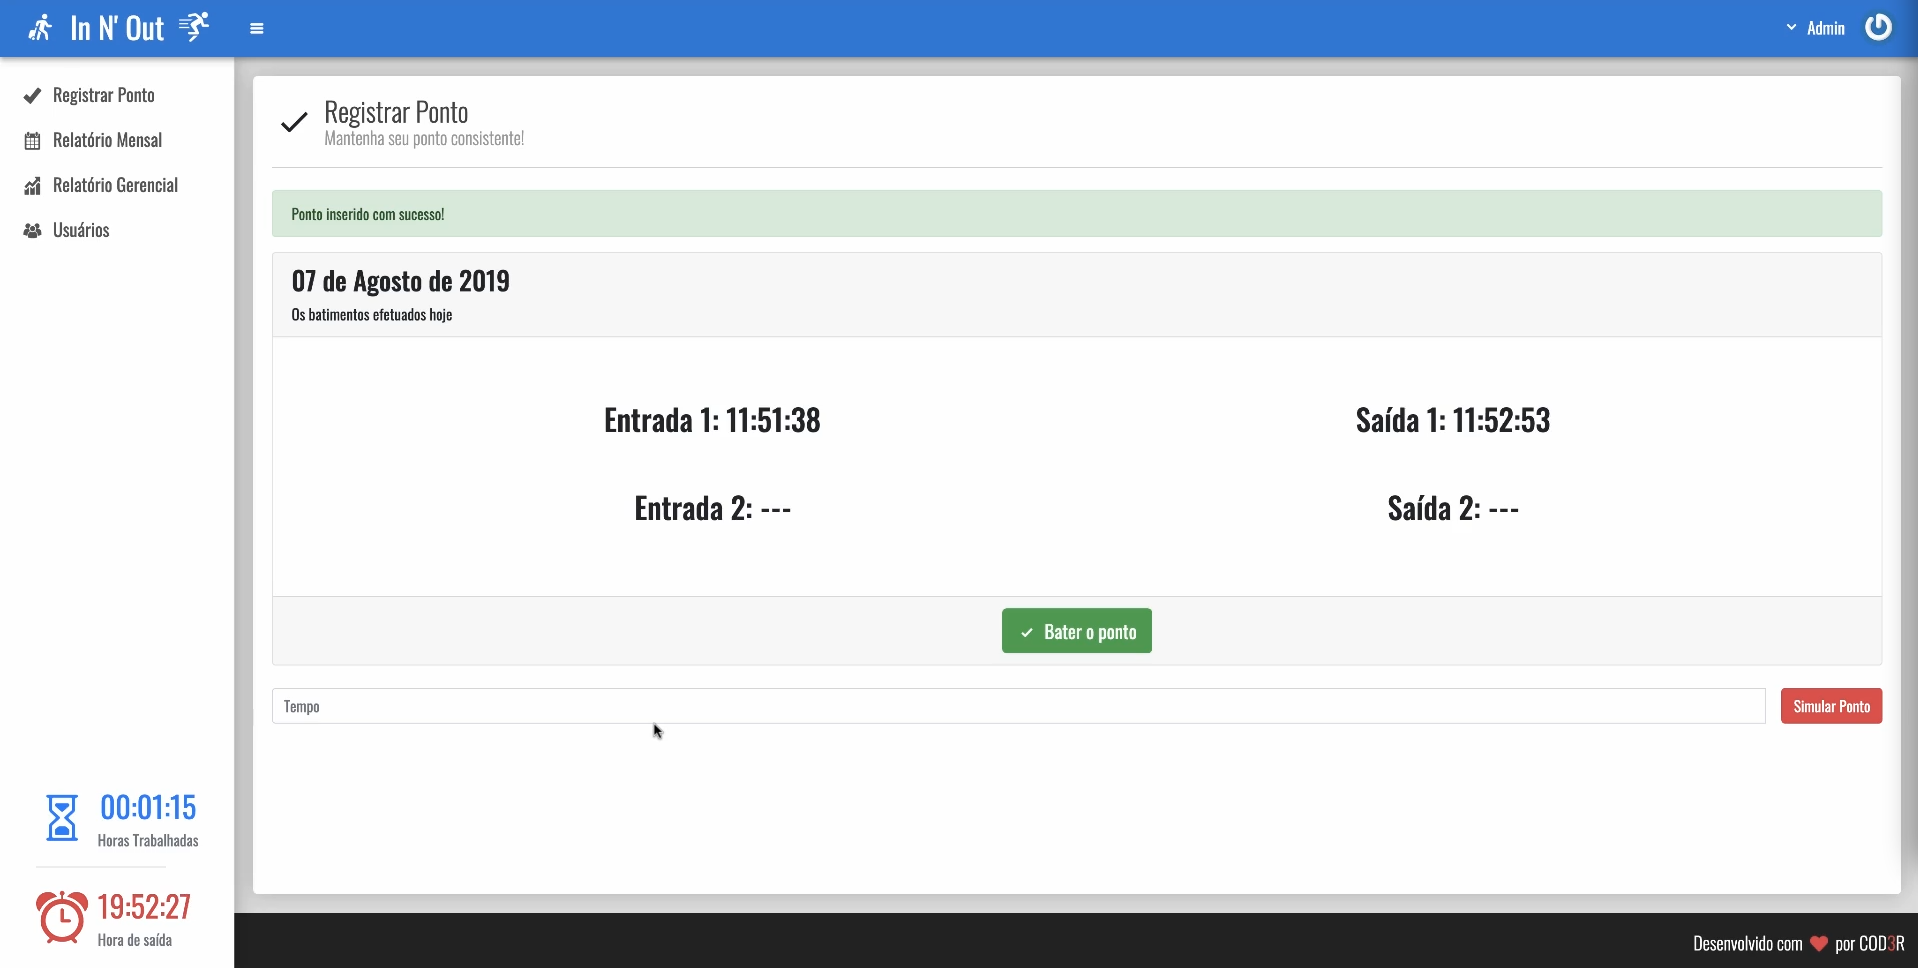 In N' Out
Admin
Registrar Ponto
Relatório Mensal
Relatório Gerencial
Usuários
00:01:15
Horas Trabalhadas
19:52:27
Hora de saída
Registrar Ponto
Mantenha seu ponto consistente!
Ponto inserido com sucesso!
07 de Agosto de 2019
Os batimentos efetuados hoje
Entrada 1: 11:51:38
Saída 1: 11:52:53
Entrada 2: ---
Saída 2: ---
Bater o ponto
Tempo
Simular Ponto
Desenvolvido com ❤ por COD3R